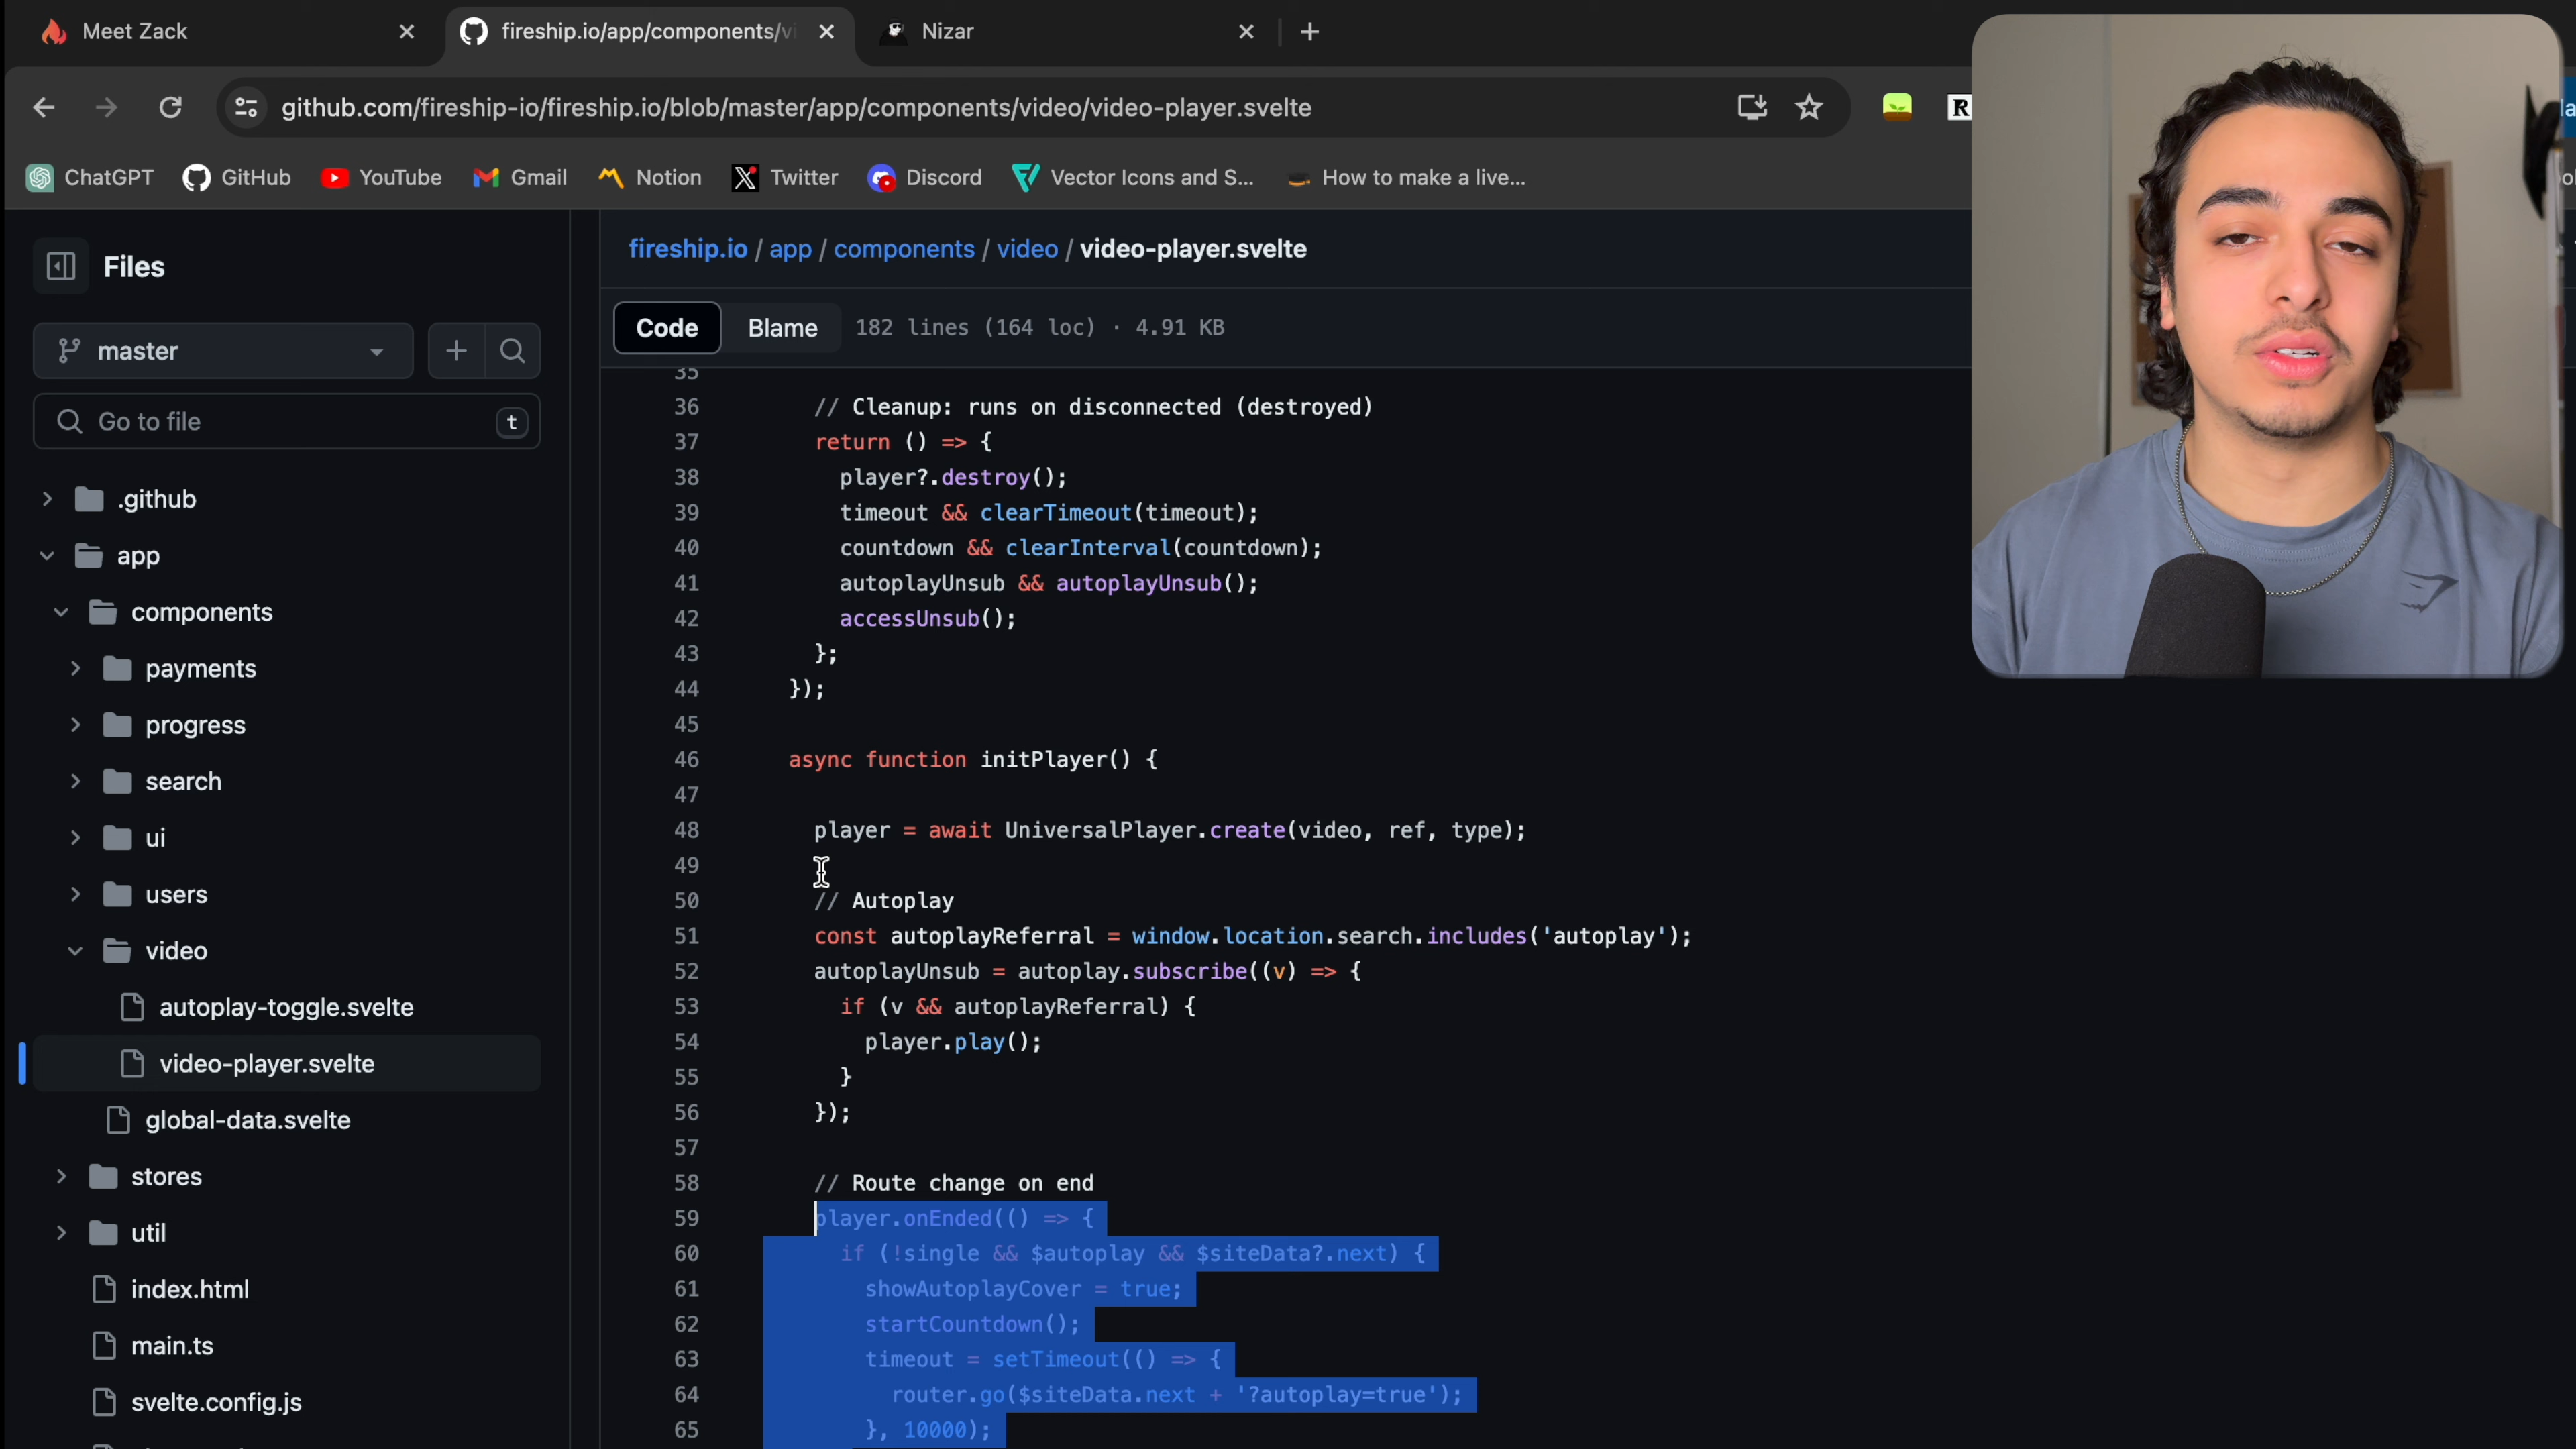 Meet Zack
fireship.io/app/components/vi
Nizar
github.com/fireship-io/fireship.io/blob/master/app/components/video/video-player.svelte
R
ChatGPT
GitHub
YouTube
Gmail
Notion
Twitter
Discord
Vector Icons and S...
How to make a live...
Files
fireship.io / app / components / video / video-player.svelte
master
Code
Blame
182 lines (164 loc) · 4.91 KB
Go to file
t
.github
app
components
payments
progress
search
ui
users
video
autoplay-toggle.svelte
video-player.svelte
global-data.svelte
stores
util
index.html
main.ts
svelte.config.js
35
36 // Cleanup: runs on disconnected (destroyed)
37 return () => {
38 player?.destroy();
39 timeout && clearTimeout(timeout);
40 countdown && clearInterval(countdown);
41 autoplayUnsub && autoplayUnsub();
42 accessUnsub();
43 };
44 });
45
46 async function initPlayer() {
47
48 player = await UniversalPlayer.create(video, ref, type);
49
50 // Autoplay
51 const autoplayReferral = window.location.search.includes('autoplay');
52 autoplayUnsub = autoplay.subscribe((v) => {
53 if (v && autoplayReferral) {
54 player.play();
55 }
56 });
57
58 // Route change on end
59 player.onEnded(() => {
60 if (!single && $autoplay && $siteData?.next) {
61 showAutoplayCover = true;
62 startCountdown();
63 timeout = setTimeout(() => {
64 router.go($siteData.next + '?autoplay=true');
65 }, 10000);